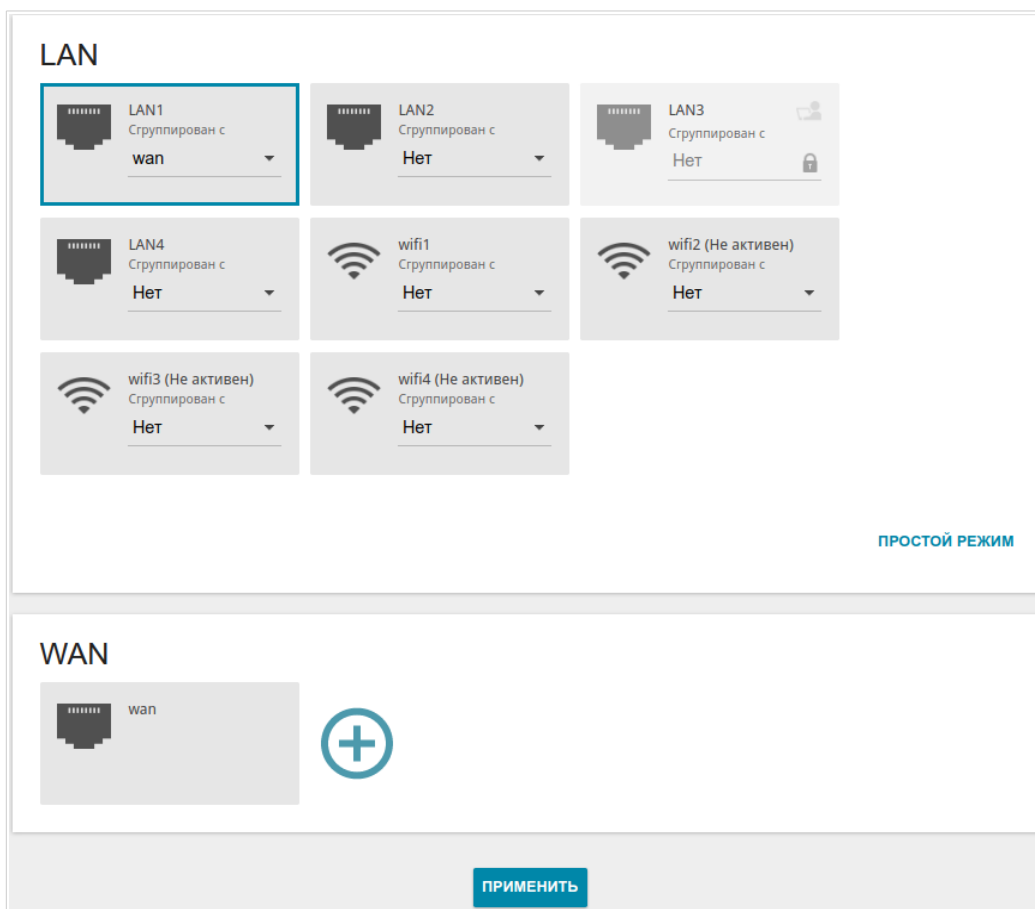 LAN
LAN1
Сгруппирован с
wan
LAN2
Сгруппирован с
Нет
LAN3
Сгруппирован с
Нет
LAN4
Сгруппирован с
Нет
wifi1
Сгруппирован с
Нет
wifi2 (Не активен)
Сгруппирован с
Нет
wifi3 (Не активен)
Сгруппирован с
Нет
wifi4 (Не активен)
Сгруппирован с
Нет
ПРОСТОЙ РЕЖИМ
WAN
wan
ПРИМЕНИТЬ